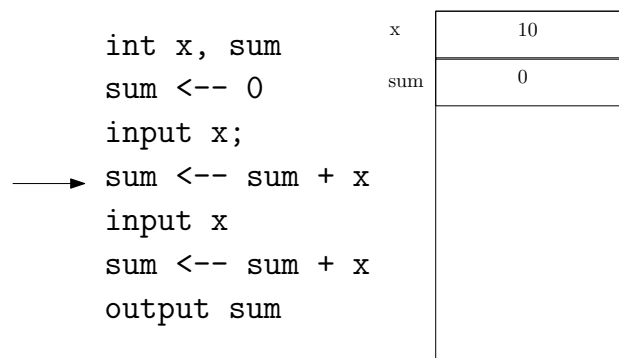 int x, sum
sum <-- 0
input x;
sum <-- sum + x
input x
sum <-- sum + x
output sum
x 10
sum 0